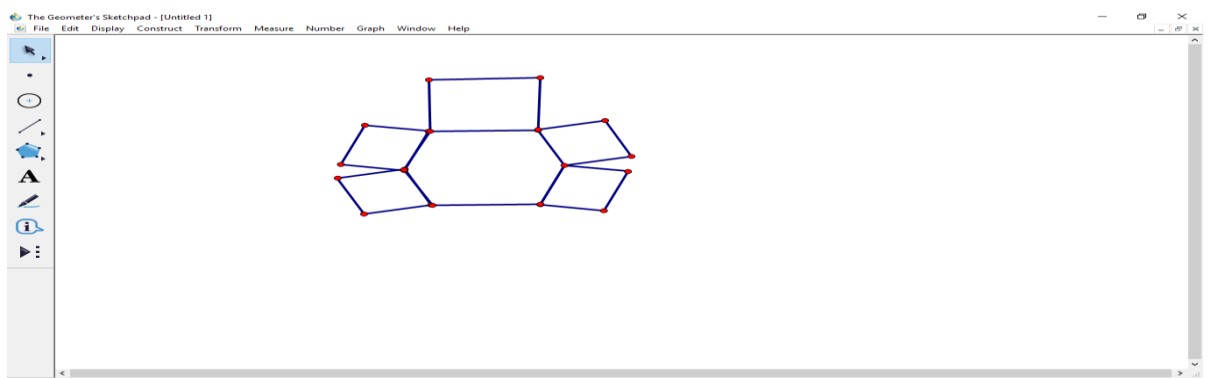 The Geometer's Sketchpad - [Untitled 1]
File Edit Display Construct Transform Measure Number Graph Window Help
A
i